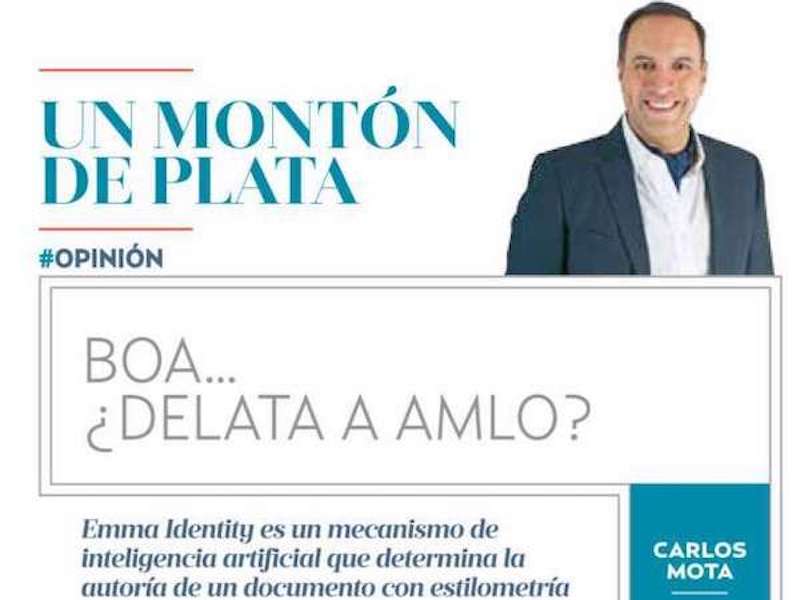 UN MONTÓN
DE PLATA
#OPINIÓN
BOA...
¿DELATA A AMLO?
Emma Identity es un mecanismo de
inteligencia artificial que determina la
autoría de un documento con estilometría
CARLOS
MOTA